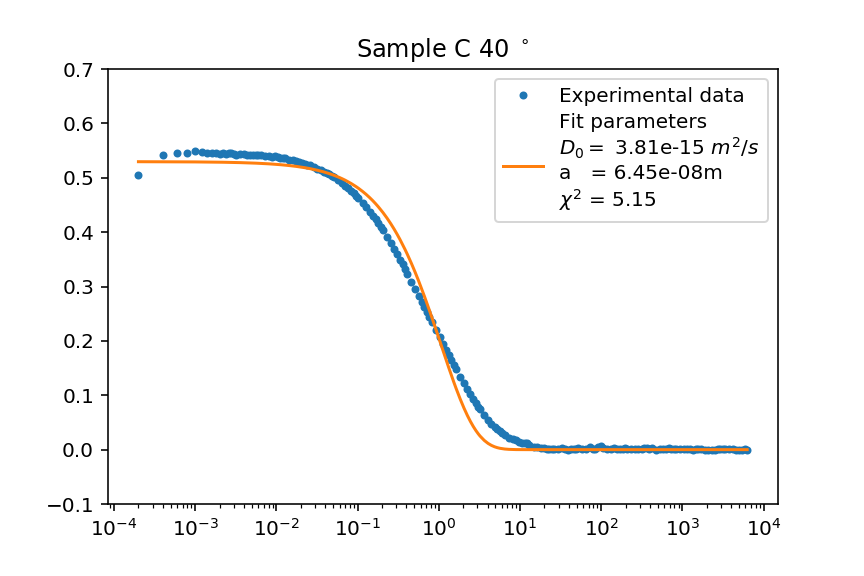 Sample C 40 °
0.7
0.6
0.5
0.4
0.3
0.2
0.1
0.0
−0.1
Experimental data
Fit parameters
D₀ = 3.81e-15 m²/s
a = 6.45e-08m
χ² = 5.15
10⁻⁴ 10⁻³ 10⁻² 10⁻¹ 10⁰ 10¹ 10² 10³ 10⁴